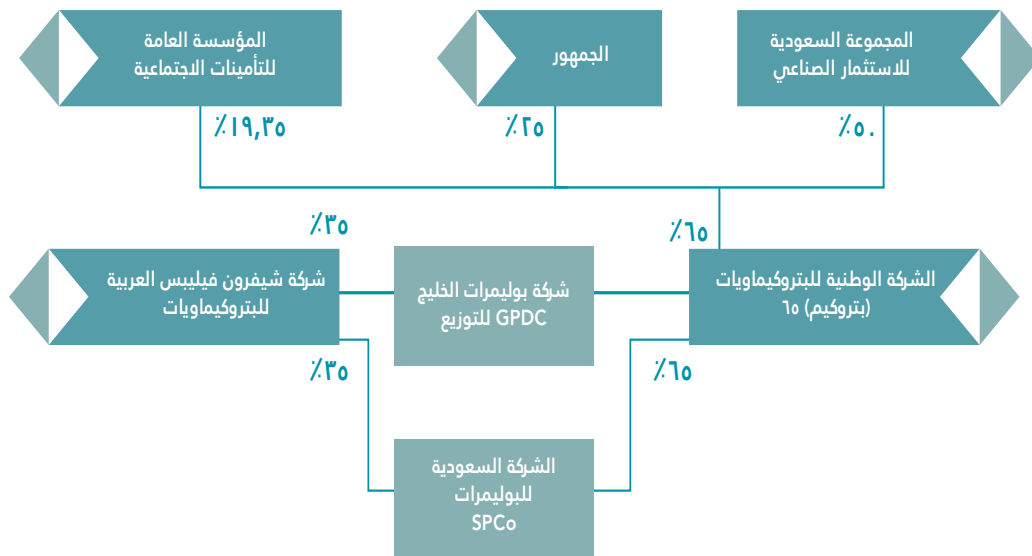 المجموعة السعودية
للاستثمار الصناعي
الجمهور
المؤسسة العامة
للتأمينات الاجتماعية
٪٥٠
٪٢٥
٪١٩,٣٥
٪٦٥
٪٣٥
الشركة الوطنية للبتروكيماويات
(بتروكيم) ٦٥
شركة بوليمرات الخليج
GPDC للتوزيع
شركة شيفرون فيليبس العربية
للبتروكيماويات
٪٦٥
٪٣٥
الشركة السعودية
للبوليمرات
SPCo